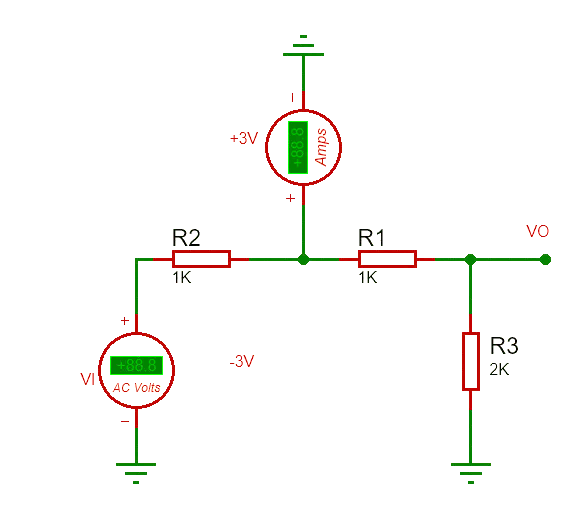 −
+3V
+88.8
Amps
+
R2
1K
R1
1K
VO
+
+88.8
VI
AC Volts
−
-3V
R3
2K